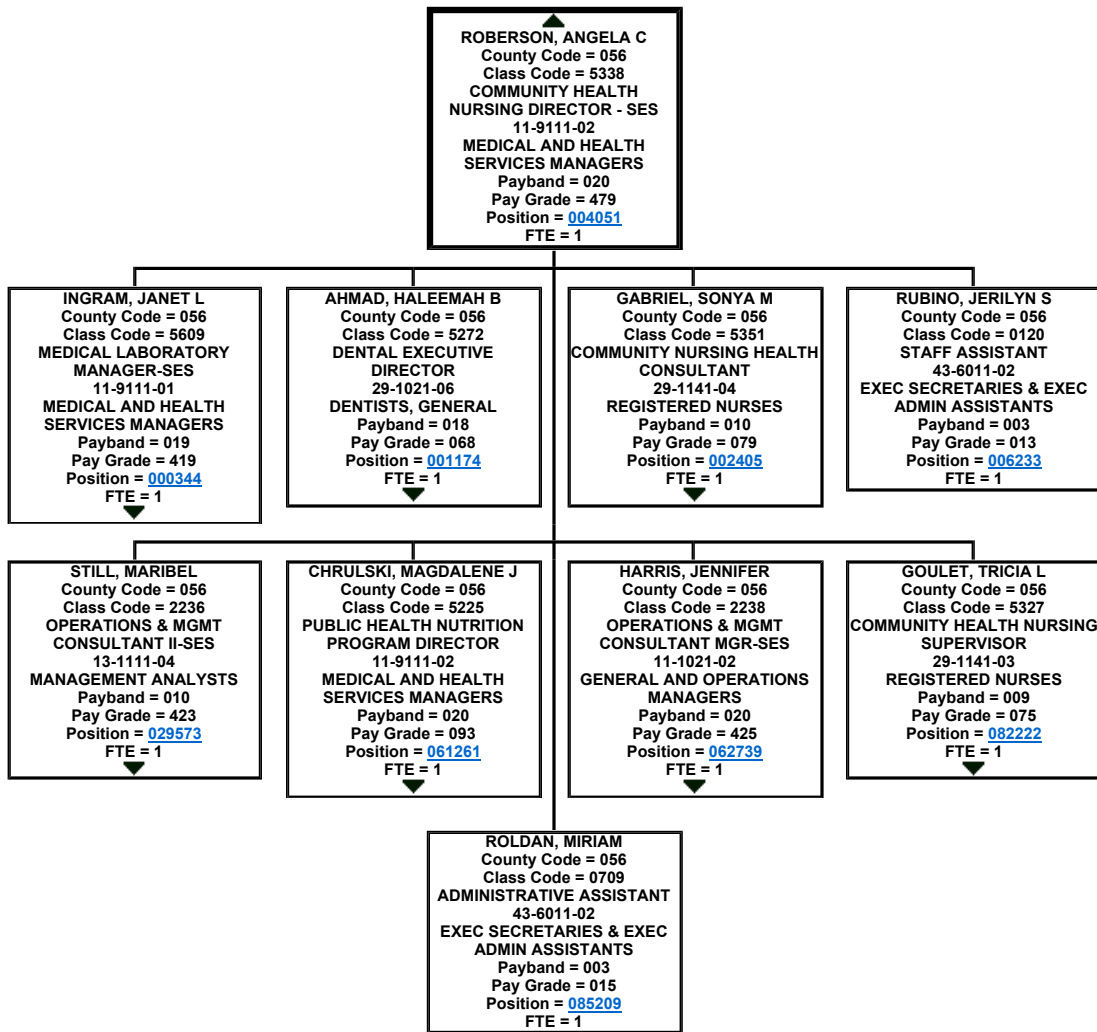 ROBERSON, ANGELA C
County Code = 056
Class Code = 5338
COMMUNITY HEALTH
NURSING DIRECTOR - SES
11-9111-02
MEDICAL AND HEALTH
SERVICES MANAGERS
Payband = 020
Pay Grade = 479
Position = 004051
FTE = 1
INGRAM, JANET L
County Code = 056
Class Code = 5609
MEDICAL LABORATORY
MANAGER-SES
11-9111-01
MEDICAL AND HEALTH
SERVICES MANAGERS
Payband = 019
Pay Grade = 419
Position = 000344
FTE = 1
AHMAD, HALEEMAH B
County Code = 056
Class Code = 5272
DENTAL EXECUTIVE
DIRECTOR
29-1021-06
DENTISTS, GENERAL
Payband = 018
Pay Grade = 068
Position = 001174
FTE = 1
GABRIEL, SONYA M
County Code = 056
Class Code = 5351
COMMUNITY NURSING HEALTH
CONSULTANT
29-1141-04
REGISTERED NURSES
Payband = 010
Pay Grade = 079
Position = 002405
FTE = 1
RUBINO, JERILYN S
County Code = 056
Class Code = 0120
STAFF ASSISTANT
43-6011-02
EXEC SECRETARIES & EXEC
ADMIN ASSISTANTS
Payband = 003
Pay Grade = 013
Position = 006233
FTE = 1
STILL, MARIBEL
County Code = 056
Class Code = 2236
OPERATIONS & MGMT
CONSULTANT II-SES
13-1111-04
MANAGEMENT ANALYSTS
Payband = 010
Pay Grade = 423
Position = 029573
FTE = 1
CHRULSKI, MAGDALENE J
County Code = 056
Class Code = 5225
PUBLIC HEALTH NUTRITION
PROGRAM DIRECTOR
11-9111-02
MEDICAL AND HEALTH
SERVICES MANAGERS
Payband = 020
Pay Grade = 093
Position = 061261
FTE = 1
HARRIS, JENNIFER
County Code = 056
Class Code = 2238
OPERATIONS & MGMT
CONSULTANT MGR-SES
11-1021-02
GENERAL AND OPERATIONS
MANAGERS
Payband = 020
Pay Grade = 425
Position = 062739
FTE = 1
GOULET, TRICIA L
County Code = 056
Class Code = 5327
COMMUNITY HEALTH NURSING
SUPERVISOR
29-1141-03
REGISTERED NURSES
Payband = 009
Pay Grade = 075
Position = 082222
FTE = 1
ROLDAN, MIRIAM
County Code = 056
Class Code = 0709
ADMINISTRATIVE ASSISTANT
43-6011-02
EXEC SECRETARIES & EXEC
ADMIN ASSISTANTS
Payband = 003
Pay Grade = 015
Position = 085209
FTE = 1